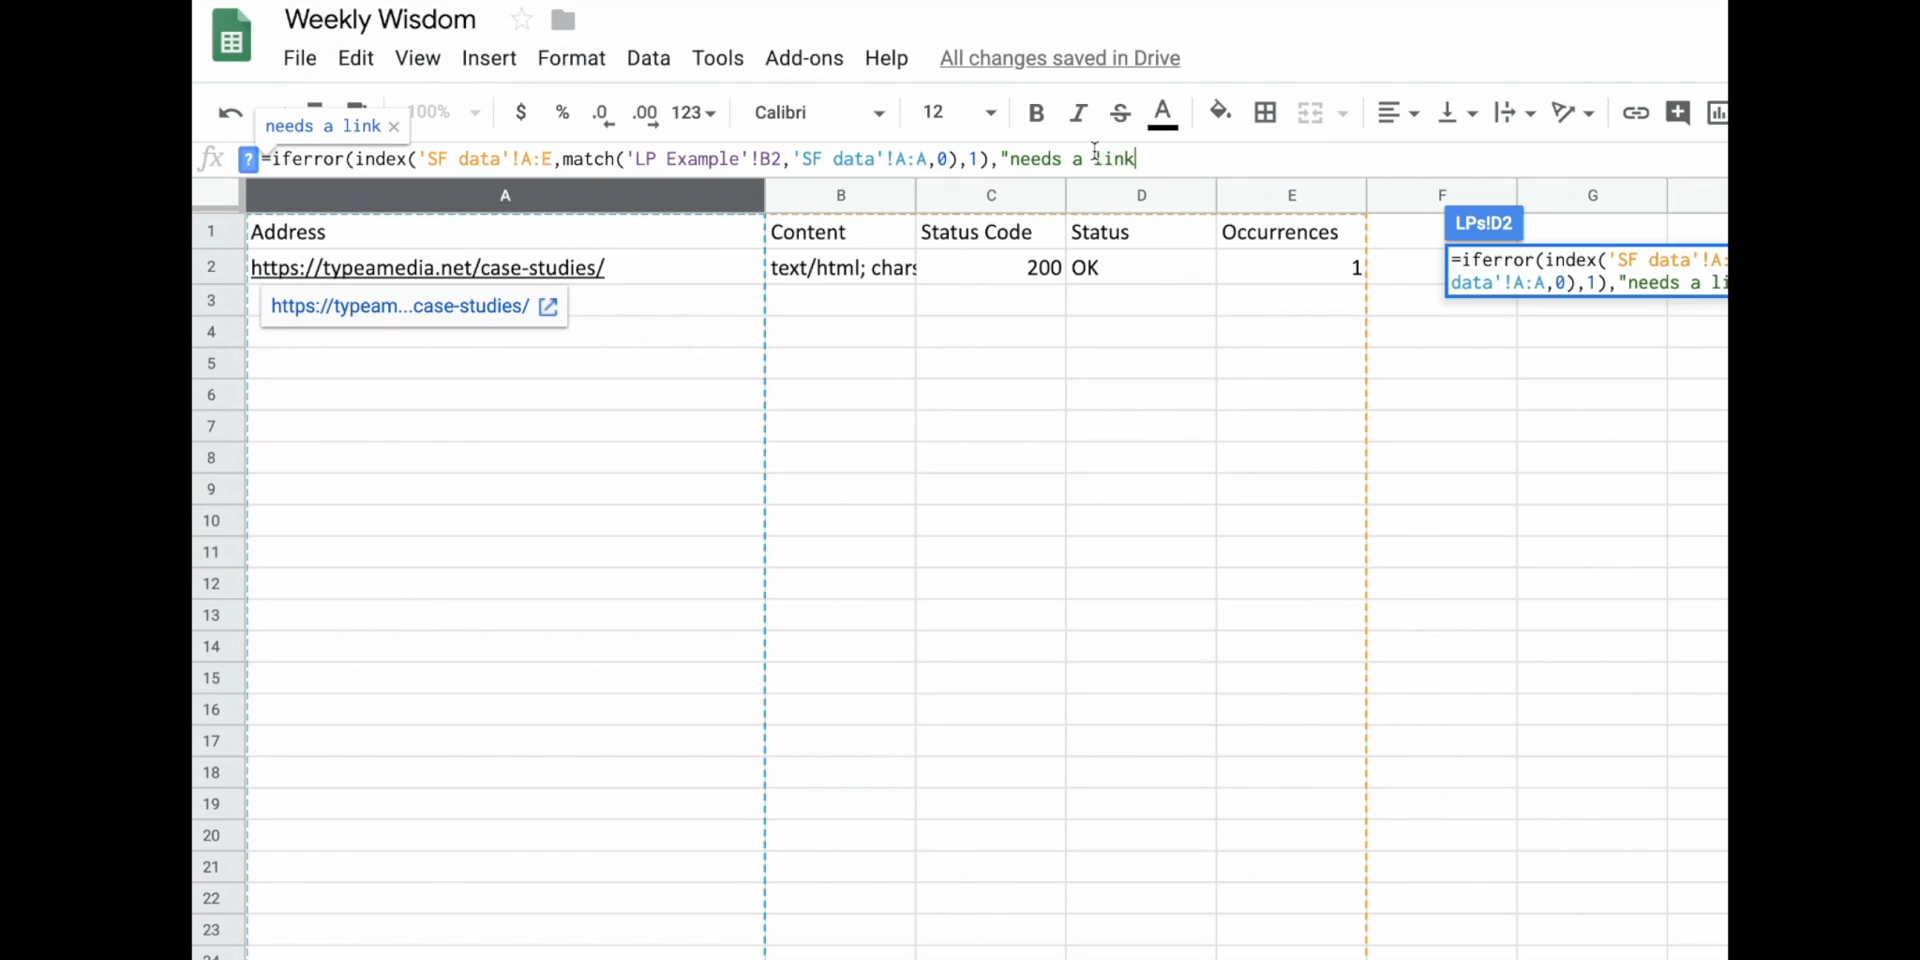 Weekly Wisdom
File Edit View Insert Format Data Tools Add-ons Help All changes saved in Drive
100% $ % .0 .00 123 Calibri 12 B I S A
needs a link ×
fx ? =iferror(index('SF data'!A:E,match('LP Example'!B2,'SF data'!A:A,0),1),"needs a link
A B C D E F G
1 Address Content Status Code Status Occurrences LPs!D2
2 https://typeamedia.net/case-studies/ text/html; chars 200 OK 1 =iferror(index('SF data'!A:
data'!A:A,0),1),"needs a li
3 https://typeam...case-studies/
4
5
6
7
8
9
10
11
12
13
14
15
16
17
18
19
20
21
22
23